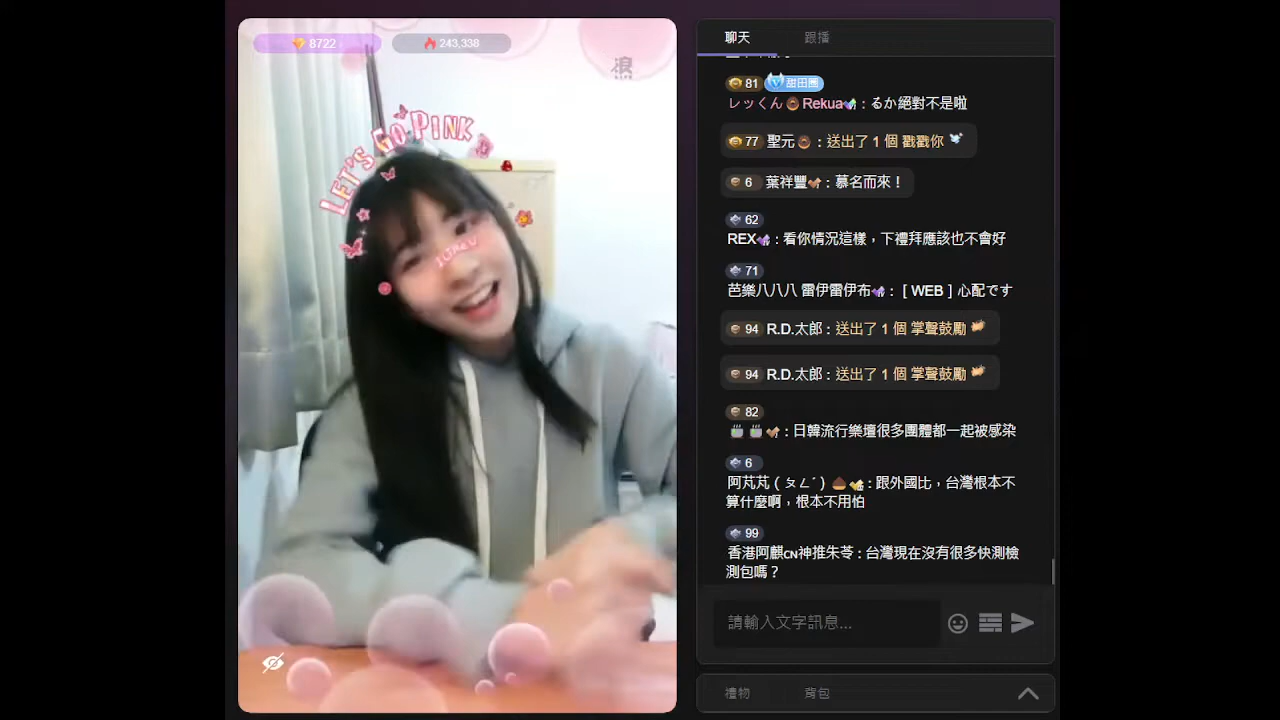 8722
243,338
浪
LIVE
LET'S GO PINK
聊天
跟播
81 甜田圈
レッくん Rekua : るか絕對不是啦
77 聖元 : 送出了 1 個 戳戳你
6 葉祥豐 : 慕名而來！
62
REX : 看你情況這樣，下禮拜應該也不會好
71
芭樂八八八 雷伊雷伊布 : [ WEB ] 心配です
94 R.D.太郎 : 送出了 1 個 掌聲鼓勵
94 R.D.太郎 : 送出了 1 個 掌聲鼓勵
82
: 日韓流行樂壇很多團體都一起被感染
6
阿芃芃 ( ㄆㄥˊ ) : 跟外國比，台灣根本不
算什麼啊，根本不用怕
99
香港阿麒CN神推朱苓 : 台灣現在沒有很多快測檢
測包嗎？
請輸入文字訊息...
禮物
背包